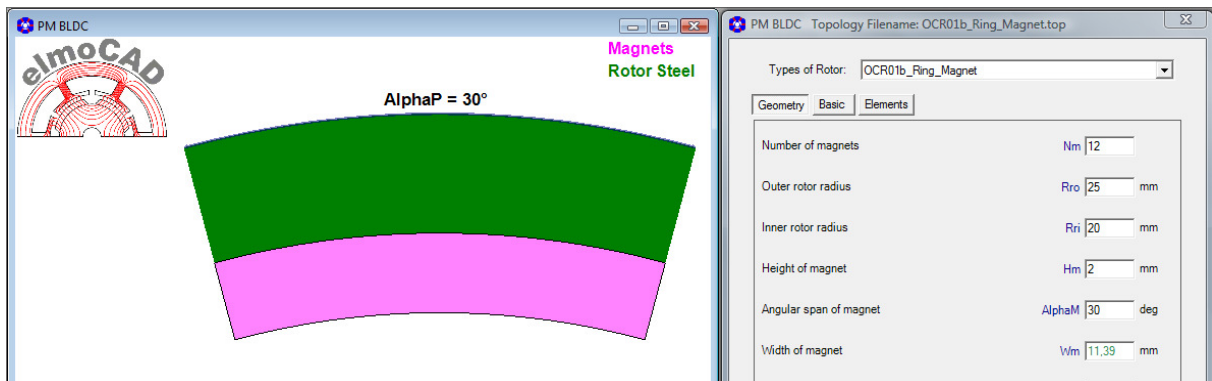 PM BLDC
elmoCAD
Magnets
Rotor Steel
AlphaP = 30°
PM BLDC Topology Filename: OCR01b_Ring_Magnet.top
Types of Rotor: OCR01b_Ring_Magnet
Geometry Basic Elements
Number of magnets Nm 12
Outer rotor radius Rro 25 mm
Inner rotor radius Rri 20 mm
Height of magnet Hm 2 mm
Angular span of magnet AlphaM 30 deg
Width of magnet Wm 11,39 mm